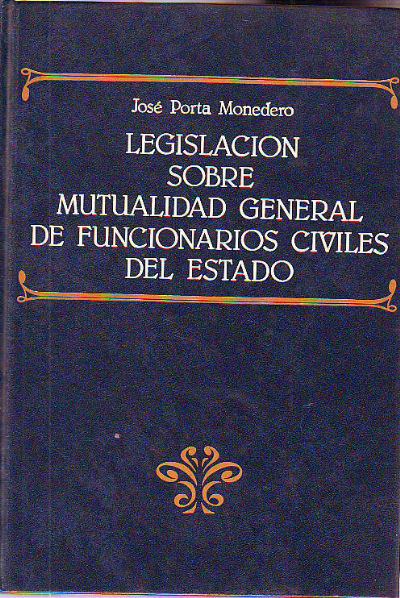 José Porta Monedero
LEGISLACION
SOBRE
MUTUALIDAD GENERAL
DE FUNCIONARIOS CIVILES
DEL ESTADO